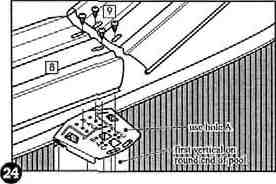 9
8
use hole A
first vertical on
round end of pool
24